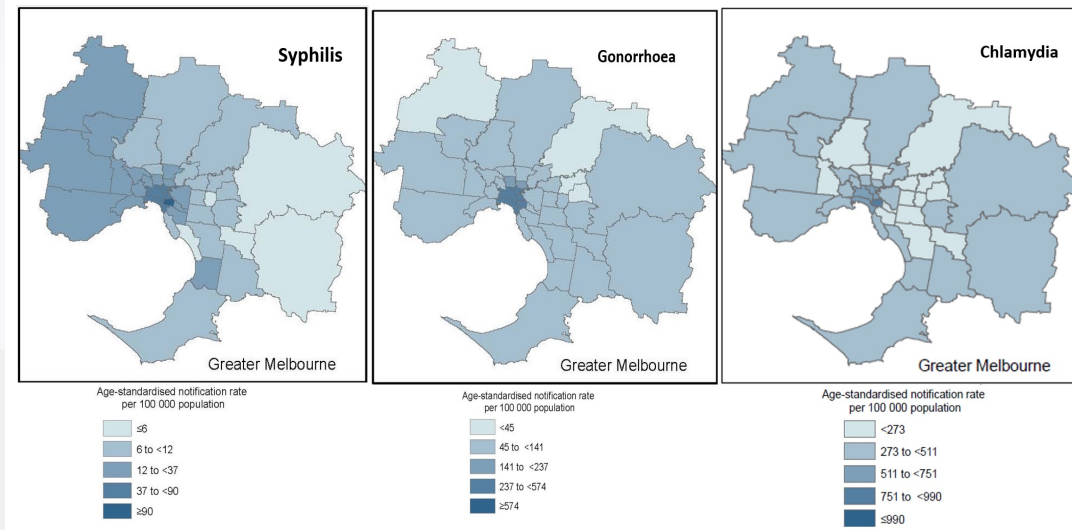 Syphilis
Greater Melbourne
Age-standardised notification rate
per 100 000 population
≤6
6 to <12
12 to <37
37 to <90
≥90
Gonorrhoea
Greater Melbourne
Age-standardised notification rate
per 100 000 population
<45
45 to <141
141 to <237
237 to <574
≥574
Chlamydia
Greater Melbourne
Age-standardised notification rate
per 100 000 population
<273
273 to <511
511 to <751
751 to <990
≤990